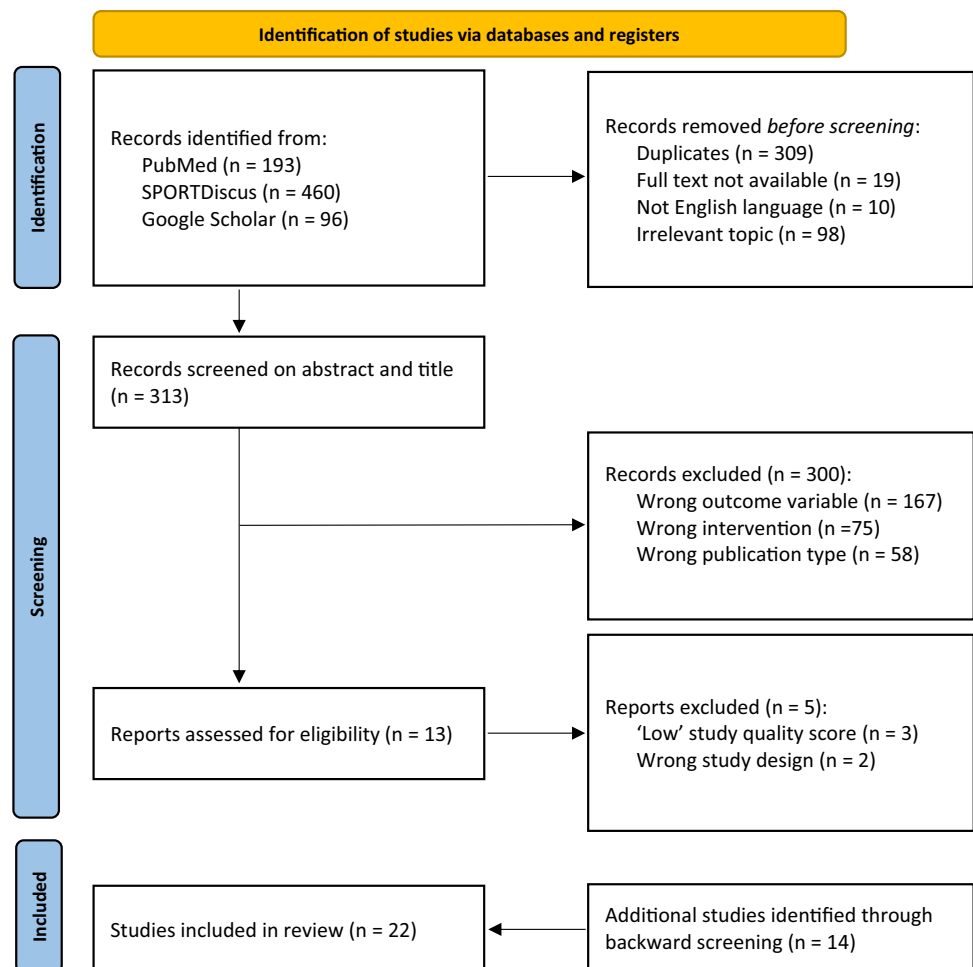 Identification of studies via databases and registers
Identification
Records identified from:
PubMed (n = 193)
SPORTDiscus (n = 460)
Google Scholar (n = 96)
Records removed before screening:
Duplicates (n = 309)
Full text not available (n = 19)
Not English language (n = 10)
Irrelevant topic (n = 98)
Screening
Records screened on abstract and title
(n = 313)
Records excluded (n = 300):
Wrong outcome variable (n = 167)
Wrong intervention (n =75)
Wrong publication type (n = 58)
Reports assessed for eligibility (n = 13)
Reports excluded (n = 5):
‘Low’ study quality score (n = 3)
Wrong study design (n = 2)
Included
Studies included in review (n = 22)
Additional studies identified through
backward screening (n = 14)